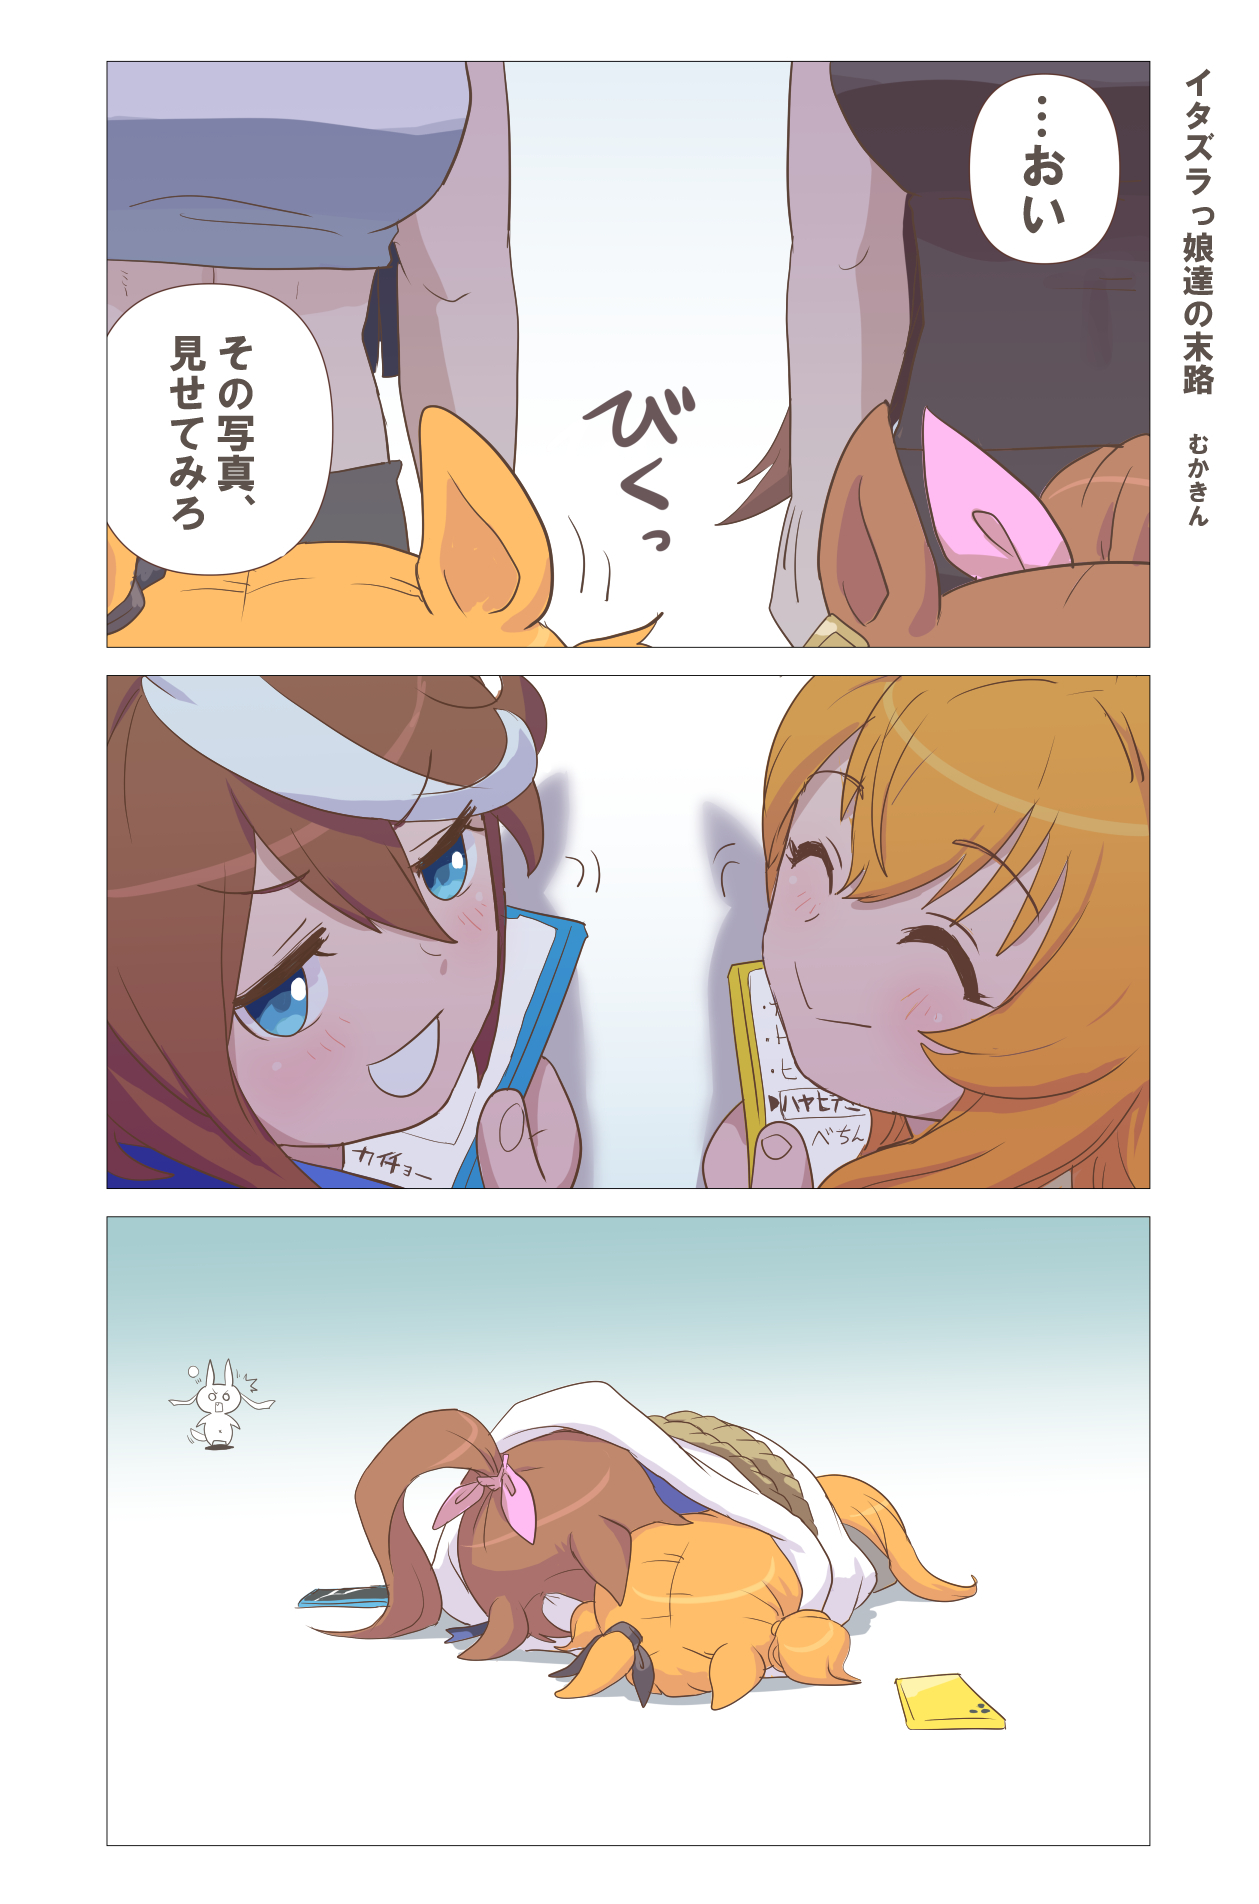 イタズラっ娘達の末路
むかきん
…おい
びくっ
その写真、
見せてみろ
カイチョー
・ヒ
▶ハヤヒデニ
べちん